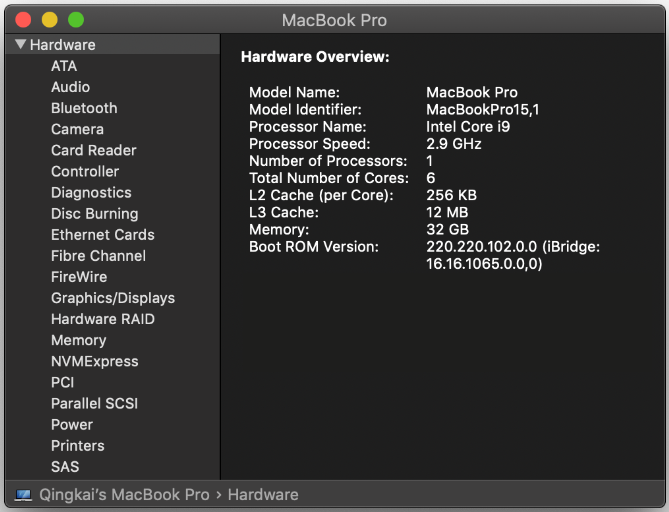 MacBook Pro
Hardware
ATA
Audio
Bluetooth
Camera
Card Reader
Controller
Diagnostics
Disc Burning
Ethernet Cards
Fibre Channel
FireWire
Graphics/Displays
Hardware RAID
Memory
NVMExpress
PCI
Parallel SCSI
Power
Printers
SAS
Hardware Overview:
Model Name: MacBook Pro
Model Identifier: MacBookPro15,1
Processor Name: Intel Core i9
Processor Speed: 2.9 GHz
Number of Processors: 1
Total Number of Cores: 6
L2 Cache (per Core): 256 KB
L3 Cache: 12 MB
Memory: 32 GB
Boot ROM Version: 220.220.102.0.0 (iBridge:
16.16.1065.0.0,0)
Qingkai’s MacBook Pro › Hardware